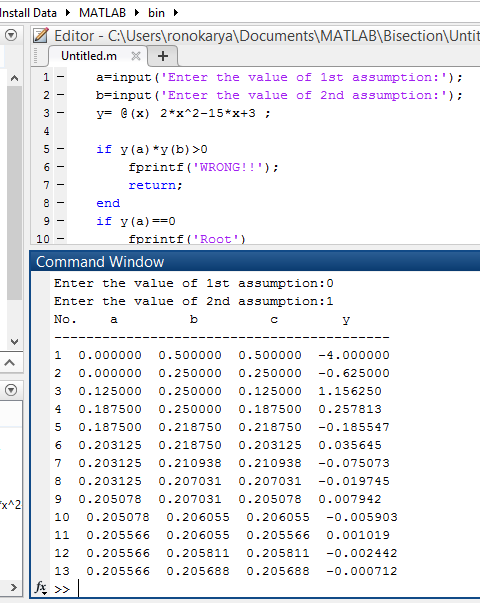 nstall Data ▸ MATLAB ▸ bin ▸
Editor - C:\Users\ronokarya\Documents\MATLAB\Bisection\Untit
Untitled.m × +
1 - a=input('Enter the value of 1st assumption:');
2 - b=input('Enter the value of 2nd assumption:');
3 - y= @(x) 2*x^2-15*x+3 ;
4
5 - if y(a)*y(b)>0
6 - fprintf('WRONG!!');
7 - return;
8 - end
9 - if y(a)==0
10 - fprintf('Root')
Command Window
Enter the value of 1st assumption:0
Enter the value of 2nd assumption:1
No. a b c y
------------------------------------------
1 0.000000 0.500000 0.500000 -4.000000
2 0.000000 0.250000 0.250000 -0.625000
3 0.125000 0.250000 0.125000 1.156250
4 0.187500 0.250000 0.187500 0.257813
5 0.187500 0.218750 0.218750 -0.185547
6 0.203125 0.218750 0.203125 0.035645
7 0.203125 0.210938 0.210938 -0.075073
8 0.203125 0.207031 0.207031 -0.019745
9 0.205078 0.207031 0.205078 0.007942
10 0.205078 0.206055 0.206055 -0.005903
11 0.205566 0.206055 0.205566 0.001019
12 0.205566 0.205811 0.205811 -0.002442
13 0.205566 0.205688 0.205688 -0.000712
fx >>
*x^2